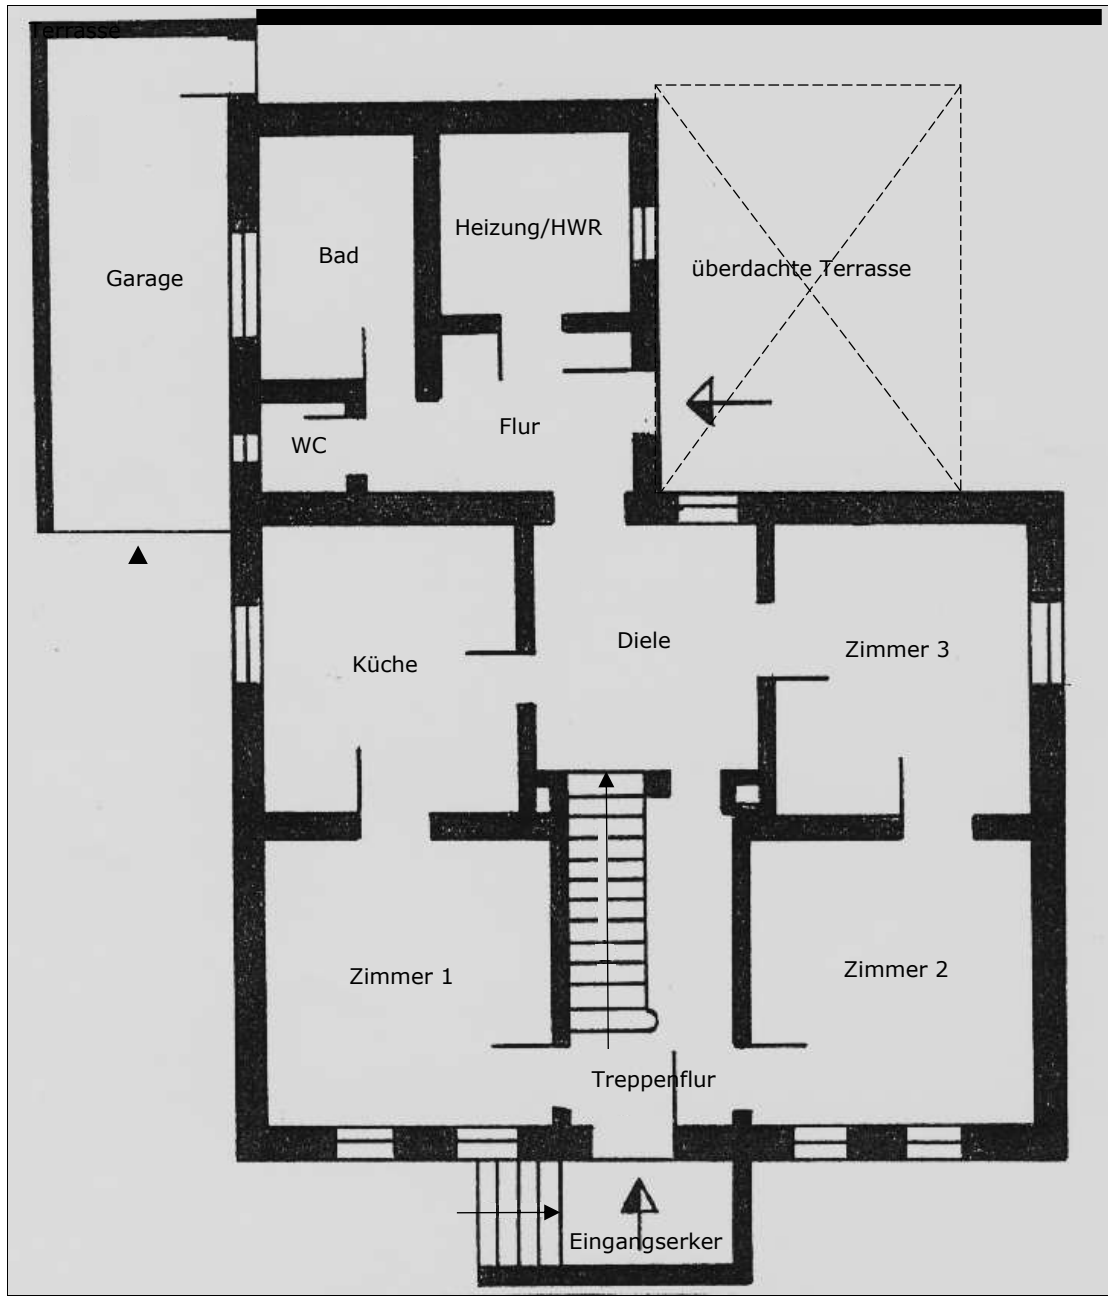 Terrasse
Heizung/HWR
Bad
überdachte Terrasse
Garage
Flur
WC
Diele
Zimmer 3
Küche
Zimmer 2
Zimmer 1
Treppenflur
Eingangserker